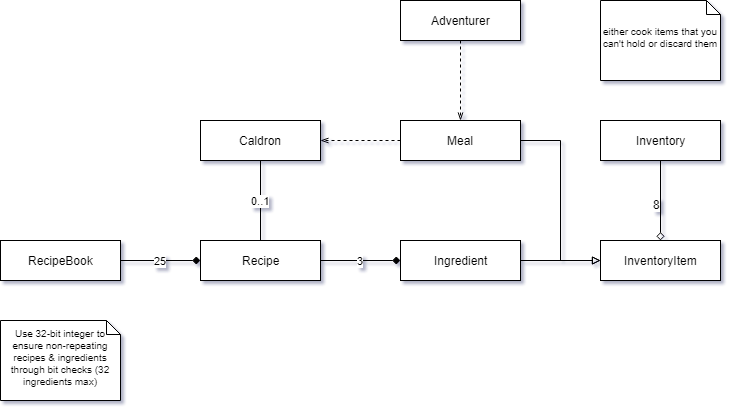 Adventurer
either cook items that you
can't hold or discard them
Caldron
Meal
Inventory
0..1
8
RecipeBook
25
Recipe
3
Ingredient
InventoryItem
Use 32-bit integer to
ensure non-repeating
recipes & ingredients
through bit checks (32
ingredients max)